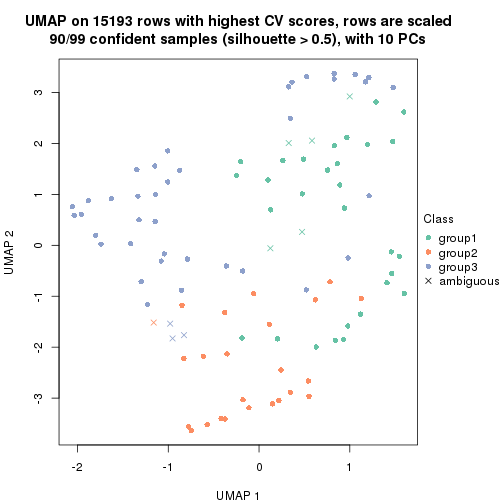 UMAP on 15193 rows with highest CV scores, rows are scaled
90/99 confident samples (silhouette > 0.5), with 10 PCs
3
2
1
0
-1
-2
-3
UMAP 2
-2
-1
0
1
UMAP 1
Class
group1
group2
group3
ambiguous